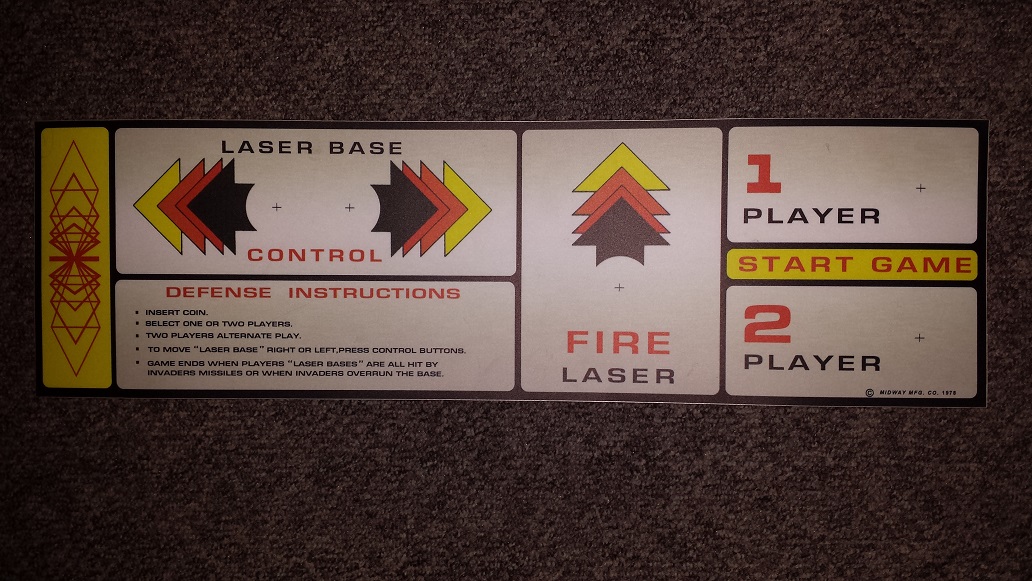 LASER BASE
CONTROL
DEFENSE INSTRUCTIONS
▪ INSERT COIN.
▪ SELECT ONE OR TWO PLAYERS.
▪ TWO PLAYERS ALTERNATE PLAY.
▪ TO MOVE "LASER BASE" RIGHT OR LEFT,PRESS CONTROL BUTTONS.
▪ GAME ENDS WHEN PLAYERS "LASER BASES" ARE ALL HIT BY
INVADERS MISSILES OR WHEN INVADERS OVERRUN THE BASE.
FIRE
LASER
1
PLAYER
START GAME
2
PLAYER
© MIDWAY MFG. CO. 1978